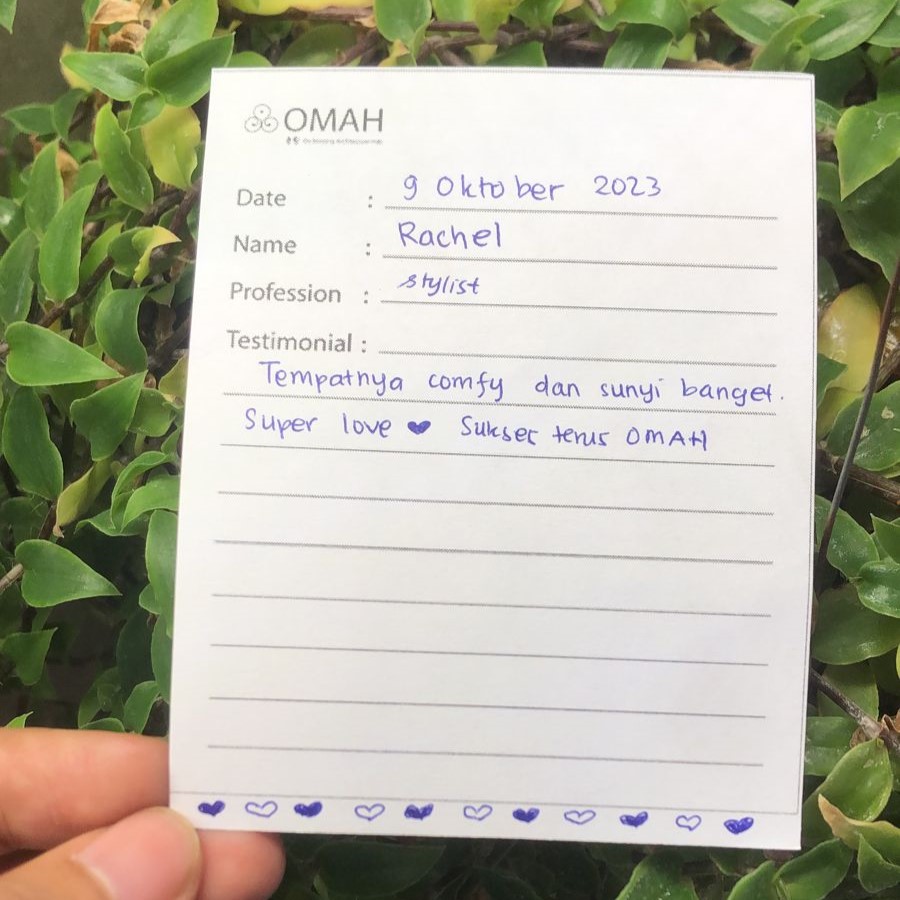 OMAH
Date : 9 Oktober 2023
Name : Rachel
Profession : stylist
Testimonial :
Tempatnya comfy dan sunyi banget.
Super love ♥ Sukses terus OMAH